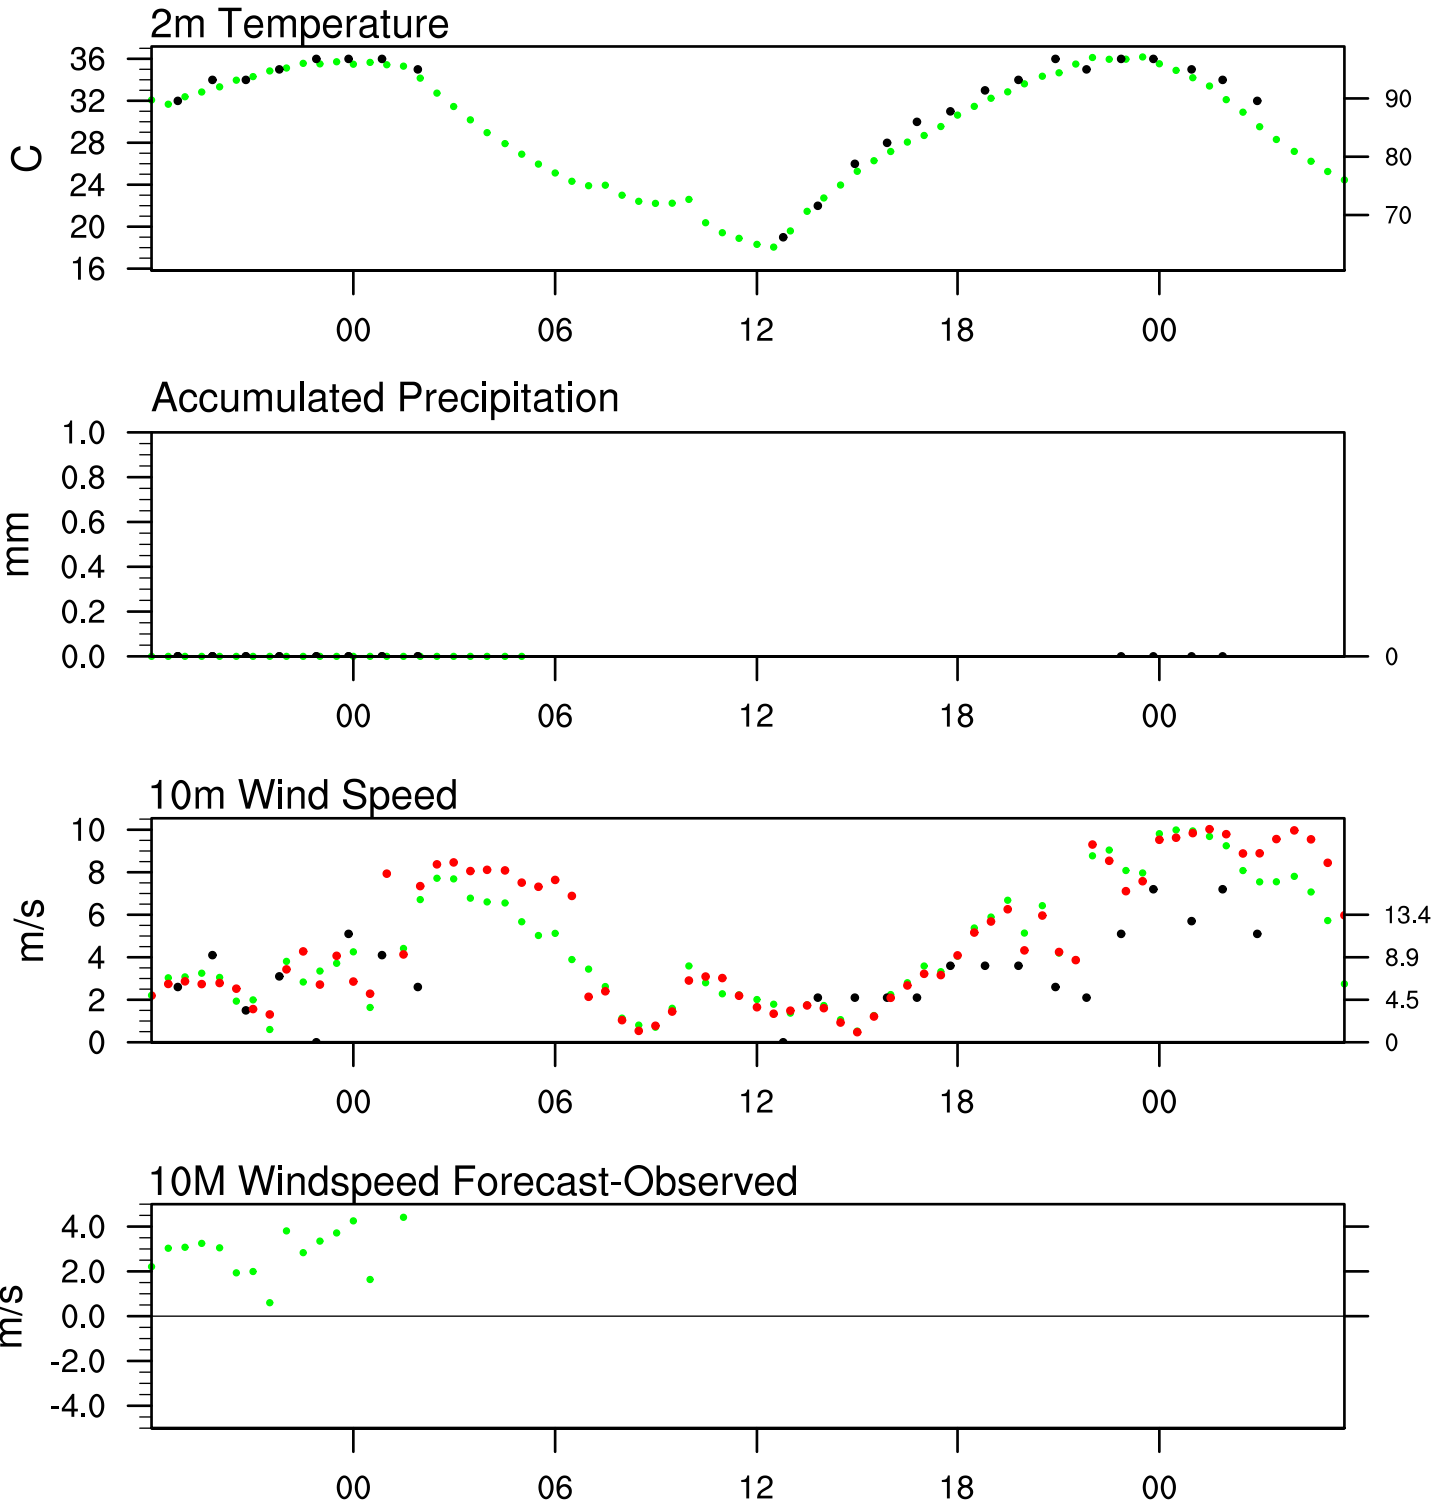 2m Temperature
36
32
28
24
20
16
C
90
80
70
00 06 12 18 00
Accumulated Precipitation
1.0
0.8
0.6
0.4
0.2
0.0
mm
0
00 06 12 18 00
10m Wind Speed
10
8
6
4
2
0
m/s
13.4
8.9
4.5
0
00 06 12 18 00
10M Windspeed Forecast-Observed
4.0
2.0
0.0
-2.0
-4.0
m/s
00 06 12 18 00